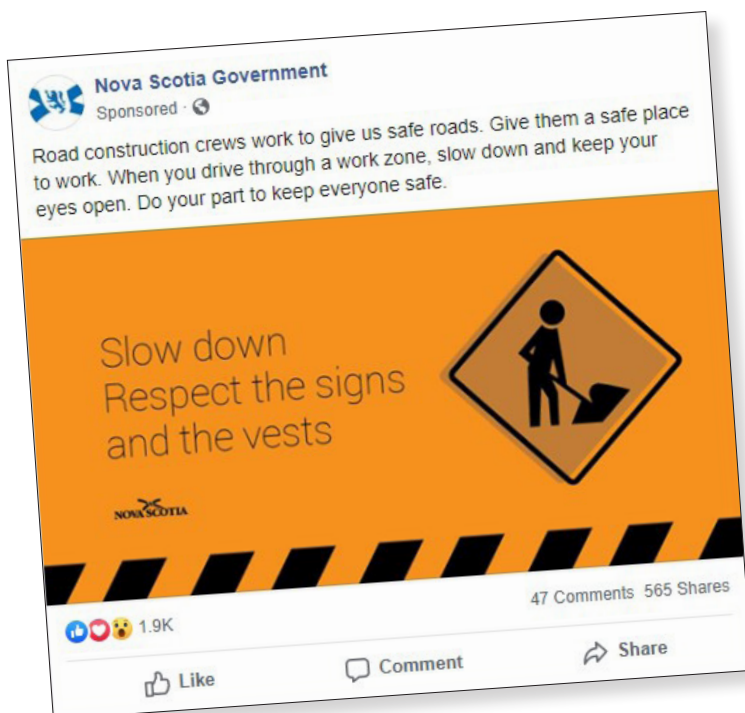 Nova Scotia Government
Sponsored ·
Road construction crews work to give us safe roads. Give them a safe place
to work. When you drive through a work zone, slow down and keep your
eyes open. Do your part to keep everyone safe.
Slow down
Respect the signs
and the vests
NOVA SCOTIA
1.9K
47 Comments 565 Shares
Like
Comment
Share